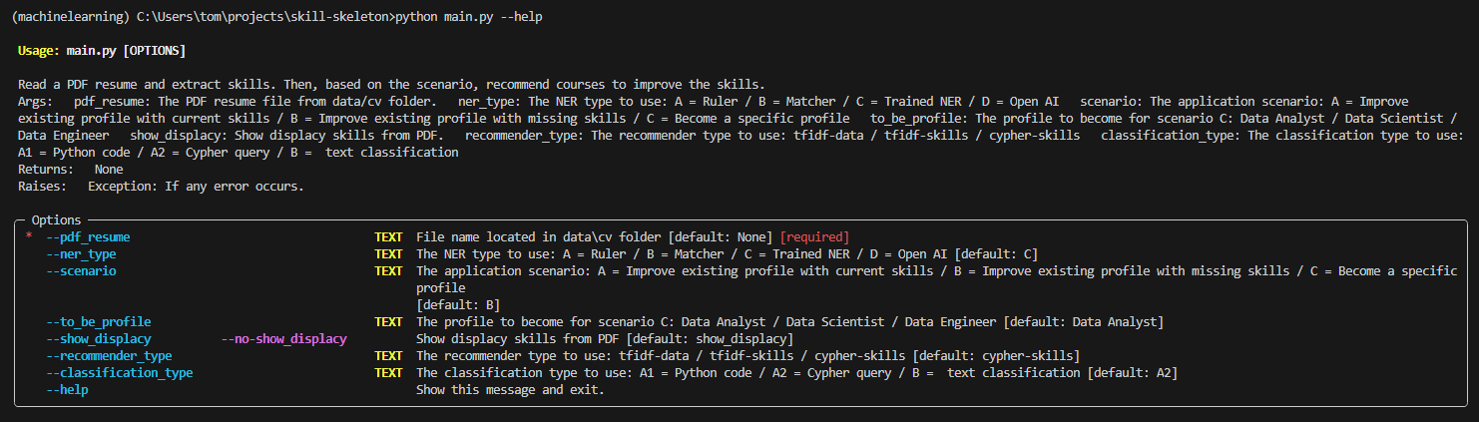 (machinelearning) C:\Users\tom\projects\skill-skeleton>python main.py --help
Usage: main.py [OPTIONS]
Read a PDF resume and extract skills. Then, based on the scenario, recommend courses to improve the skills.
Args:   pdf_resume: The PDF resume file from data/cv folder.   ner_type: The NER type to use: A = Ruler / B = Matcher / C = Trained NER / D = Open AI   scenario: The application scenario: A = Improve
existing profile with current skills / B = Improve existing profile with missing skills / C = Become a specific profile   to_be_profile: The profile to become for scenario C: Data Analyst / Data Scientist /
Data Engineer   show_displacy: Show displacy skills from PDF.   recommender_type: The recommender type to use: tfidf-data / tfidf-skills / cypher-skills   classification_type: The classification type to use:
A1 = Python code / A2 = Cypher query / B =  text classification
Returns:   None
Raises:   Exception: If any error occurs.
Options
* --pdf_resume TEXT File name located in data\cv folder [default: None] [required]
--ner_type TEXT The NER type to use: A = Ruler / B = Matcher / C = Trained NER / D = Open AI [default: C]
--scenario TEXT The application scenario: A = Improve existing profile with current skills / B = Improve existing profile with missing skills / C = Become a specific
profile
[default: B]
--to_be_profile TEXT The profile to become for scenario C: Data Analyst / Data Scientist / Data Engineer [default: Data Analyst]
--show_displacy --no-show_displacy Show displacy skills from PDF [default: show_displacy]
--recommender_type TEXT The recommender type to use: tfidf-data / tfidf-skills / cypher-skills [default: cypher-skills]
--classification_type TEXT The classification type to use: A1 = Python code / A2 = Cypher query / B =  text classification [default: A2]
--help Show this message and exit.